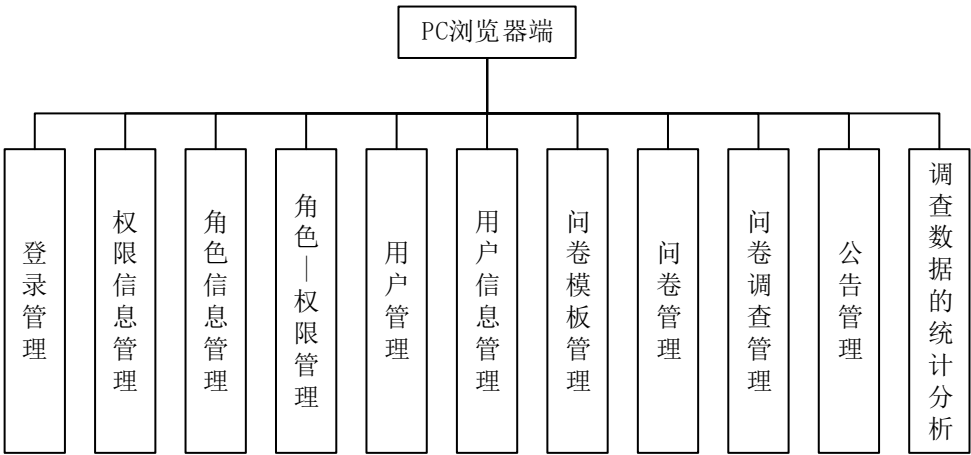 PC浏览器端
登录管理
权限信息管理
角色信息管理
角色—权限管理
用户管理
用户信息管理
问卷模板管理
问卷管理
问卷调查管理
公告管理
调查数据的统计分析